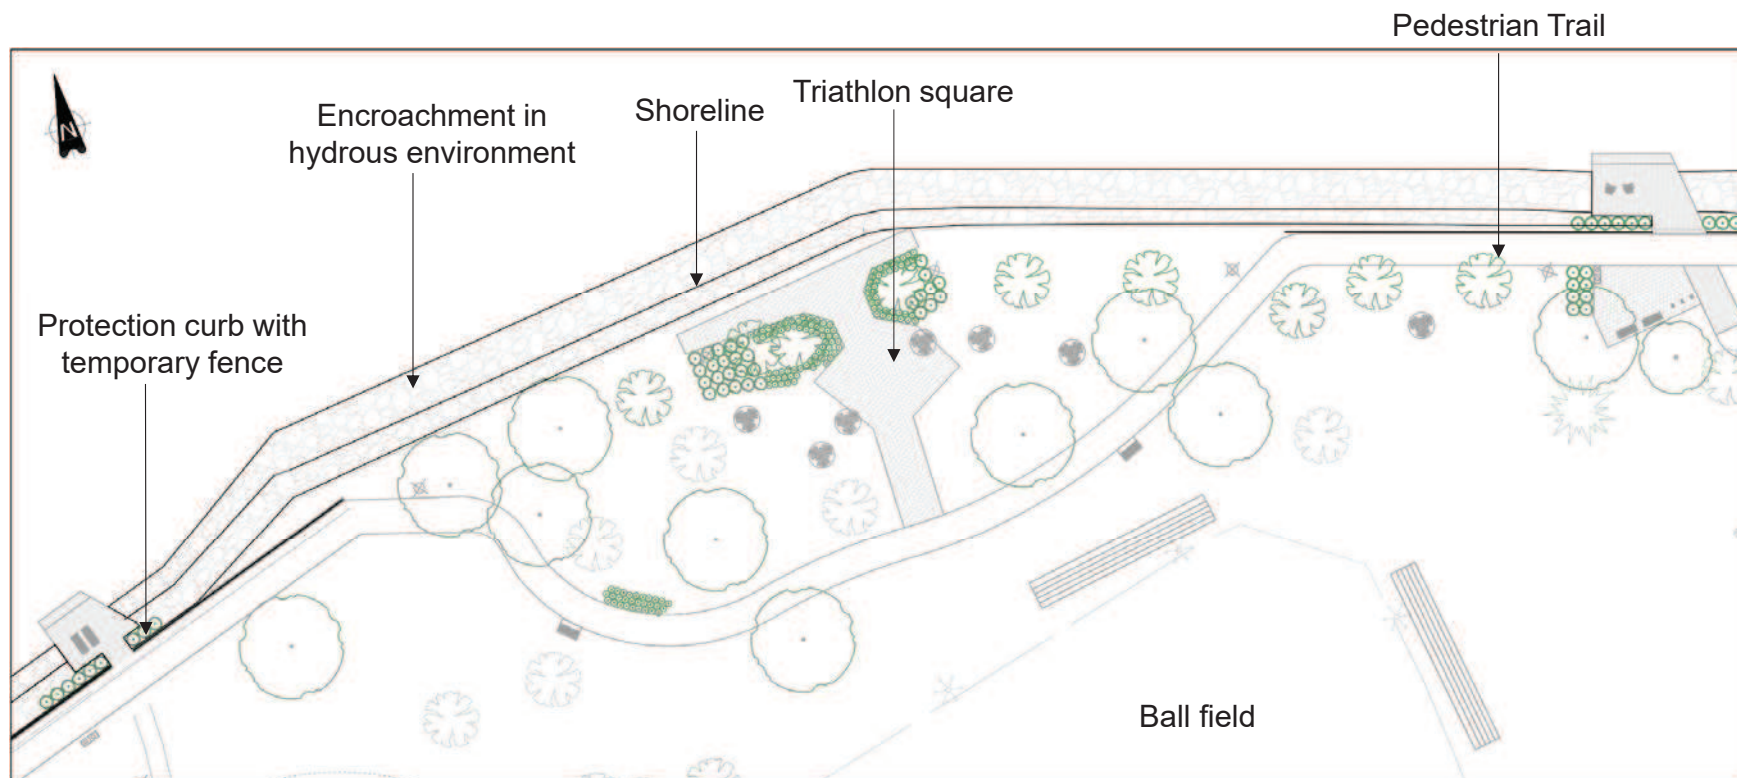 Pedestrian Trail
Triathlon square
Shoreline
Encroachment in
hydrous environment
N
Protection curb with
temporary fence
Ball field